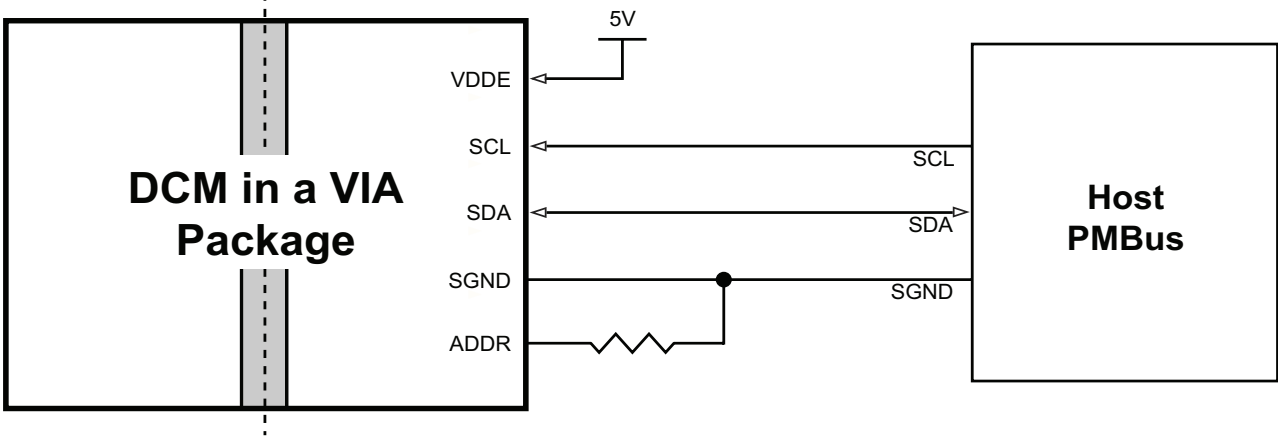 5V
VDDE
SCL
SCL
DCM in a VIA
Package
SDA
SDA
Host
PMBus
SGND
SGND
ADDR